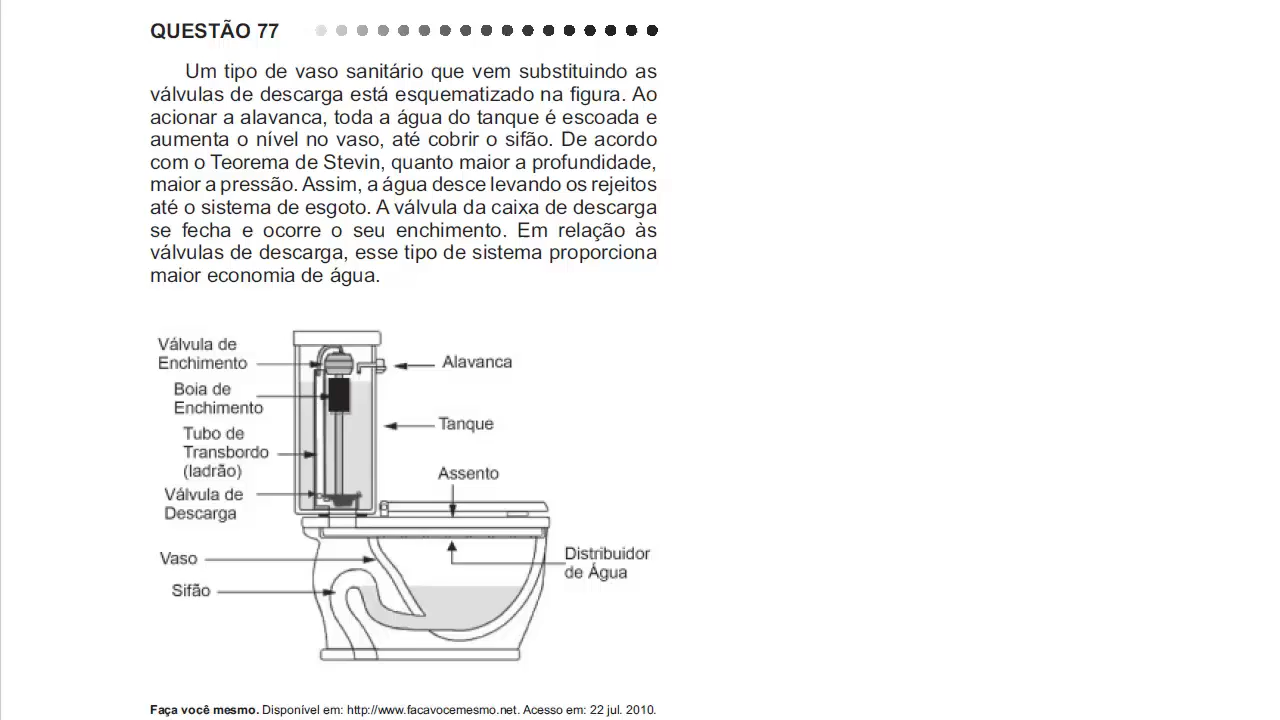 QUESTÃO 77
Um tipo de vaso sanitário que vem substituindo as
válvulas de descarga está esquematizado na figura. Ao
acionar a alavanca, toda a água do tanque é escoada e
aumenta o nível no vaso, até cobrir o sifão. De acordo
com o Teorema de Stevin, quanto maior a profundidade,
maior a pressão. Assim, a água desce levando os rejeitos
até o sistema de esgoto. A válvula da caixa de descarga
se fecha e ocorre o seu enchimento. Em relação às
válvulas de descarga, esse tipo de sistema proporciona
maior economia de água.
Válvula de
Enchimento
Alavanca
Boia de
Enchimento
Tanque
Tubo de
Transbordo
(ladrão)
Assento
Válvula de
Descarga
Vaso
Distribuidor
de Água
Sifão
Faça você mesmo. Disponível em: http://www.facavocemesmo.net. Acesso em: 22 jul. 2010.